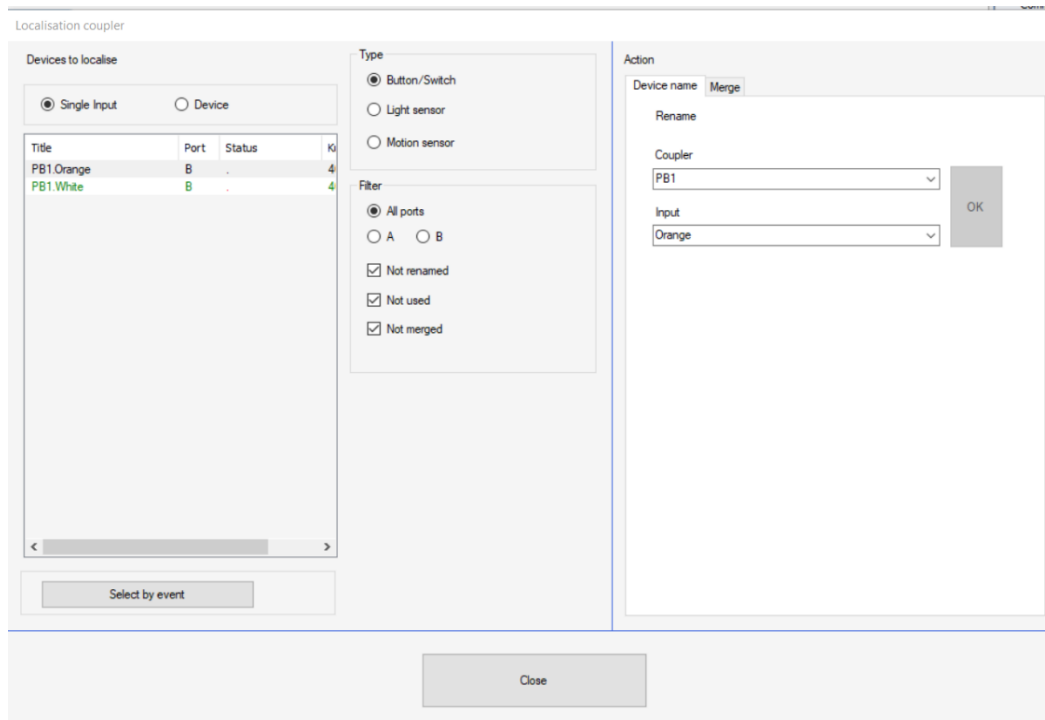 Localisation coupler
Devices to localise
Single Input
Device
Title Port Status
PB1.Orange B .
PB1.White B .
Select by event
Type
Button/Switch
Light sensor
Motion sensor
Filter
All ports
A B
Not renamed
Not used
Not merged
Action
Device name Merge
Rename
Coupler
PB1
Input
Orange
OK
Close